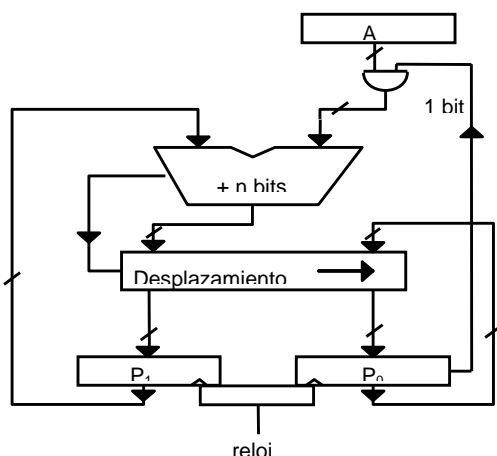 A
1 bit
+ n bits
Desplazamiento
P₁
P₀
reloj